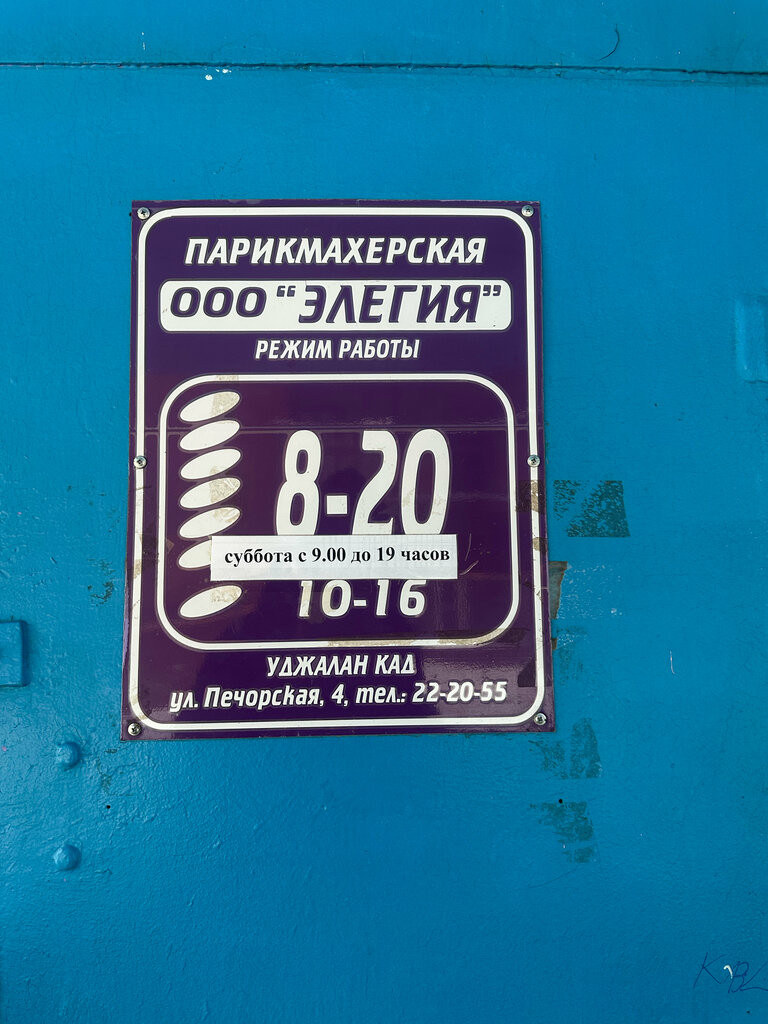 ПАРИКМАХЕРСКАЯ
ООО "ЭЛЕГИЯ"
РЕЖИМ РАБОТЫ
8-20
суббота с 9.00 до 19 часов
10-16
УДЖАЛАН КАД
ул. Печорская, 4, тел.: 22-20-55